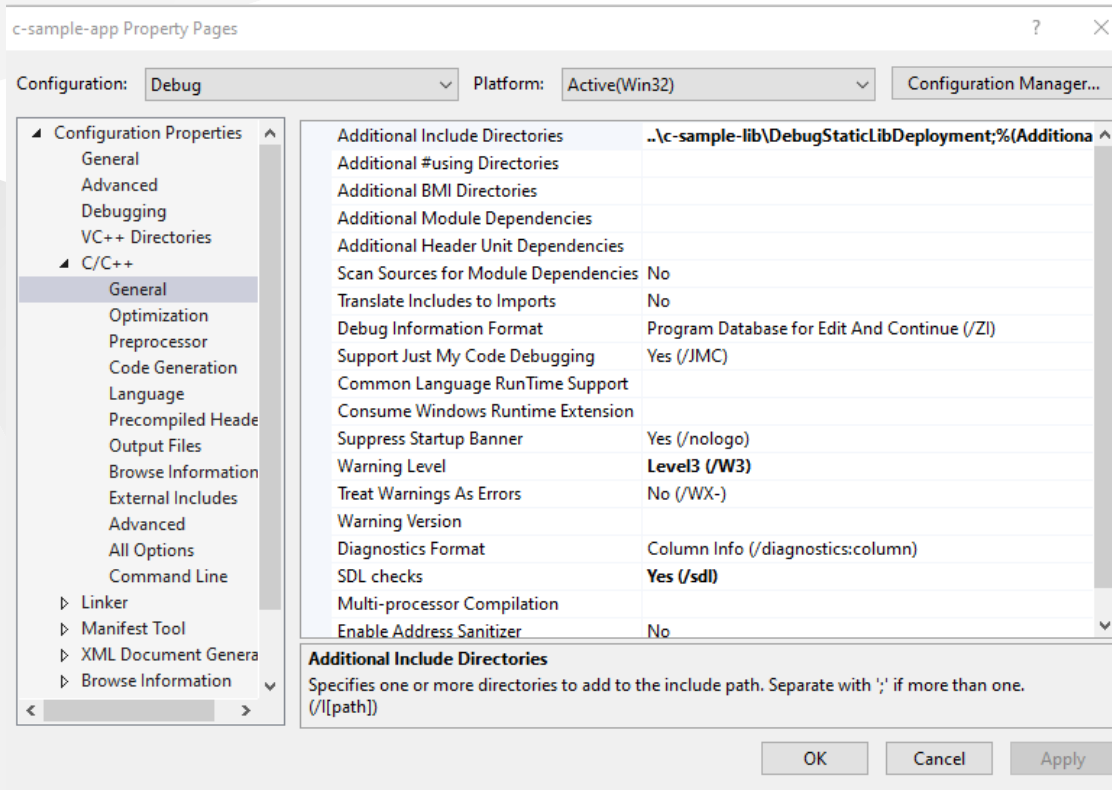 c-sample-app Property Pages ?
Configuration: Debug Platform: Active(Win32) Configuration Manager...
Configuration Properties
General
Advanced
Debugging
VC++ Directories
C/C++
General
Optimization
Preprocessor
Code Generation
Language
Precompiled Heade
Output Files
Browse Information
External Includes
Advanced
All Options
Command Line
Linker
Manifest Tool
XML Document Genera
Browse Information
Additional Include Directories ..\c-sample-lib\DebugStaticLibDeployment;%(Additiona
Additional #using Directories
Additional BMI Directories
Additional Module Dependencies
Additional Header Unit Dependencies
Scan Sources for Module Dependencies No
Translate Includes to Imports No
Debug Information Format Program Database for Edit And Continue (/ZI)
Support Just My Code Debugging Yes (/JMC)
Common Language RunTime Support
Consume Windows Runtime Extension
Suppress Startup Banner Yes (/nologo)
Warning Level Level3 (/W3)
Treat Warnings As Errors No (/WX-)
Warning Version
Diagnostics Format Column Info (/diagnostics:column)
SDL checks Yes (/sdl)
Multi-processor Compilation
Enable Address Sanitizer No
Additional Include Directories
Specifies one or more directories to add to the include path. Separate with ';' if more than one.
(/I[path])
OK Cancel Apply